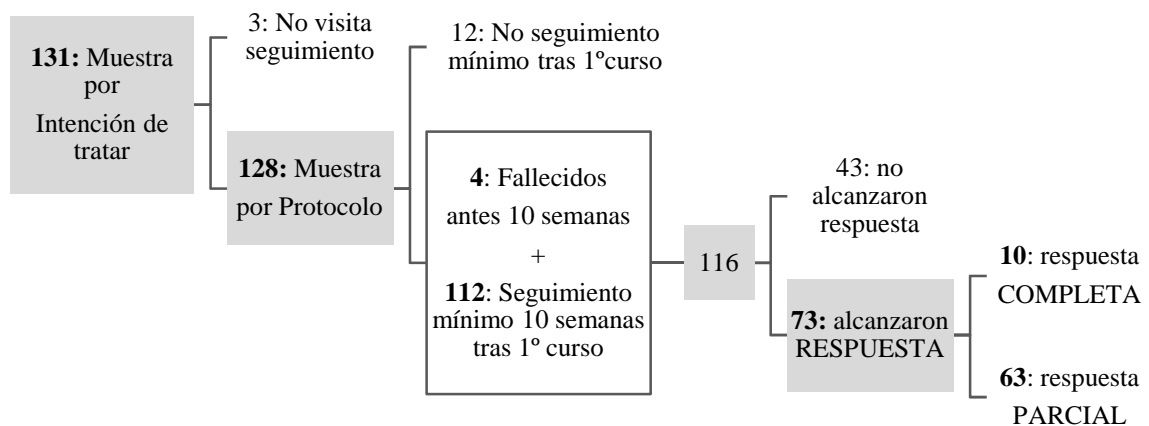 131: Muestra
por
Intención de
tratar
3: No visita
seguimiento
128: Muestra
por Protocolo
12: No seguimiento
mínimo tras 1ºcurso
4: Fallecidos
antes 10 semanas
+
112: Seguimiento
mínimo 10 semanas
tras 1º curso
116
43: no
alcanzaron
respuesta
73: alcanzaron
RESPUESTA
10: respuesta
COMPLETA
63: respuesta
PARCIAL